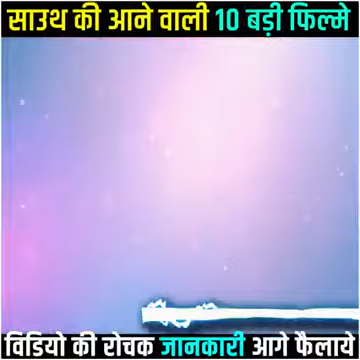 साउथ की आने वाली 10 बड़ी फिल्मे
विडियो की रोचक जानकारी आगे फैलाये